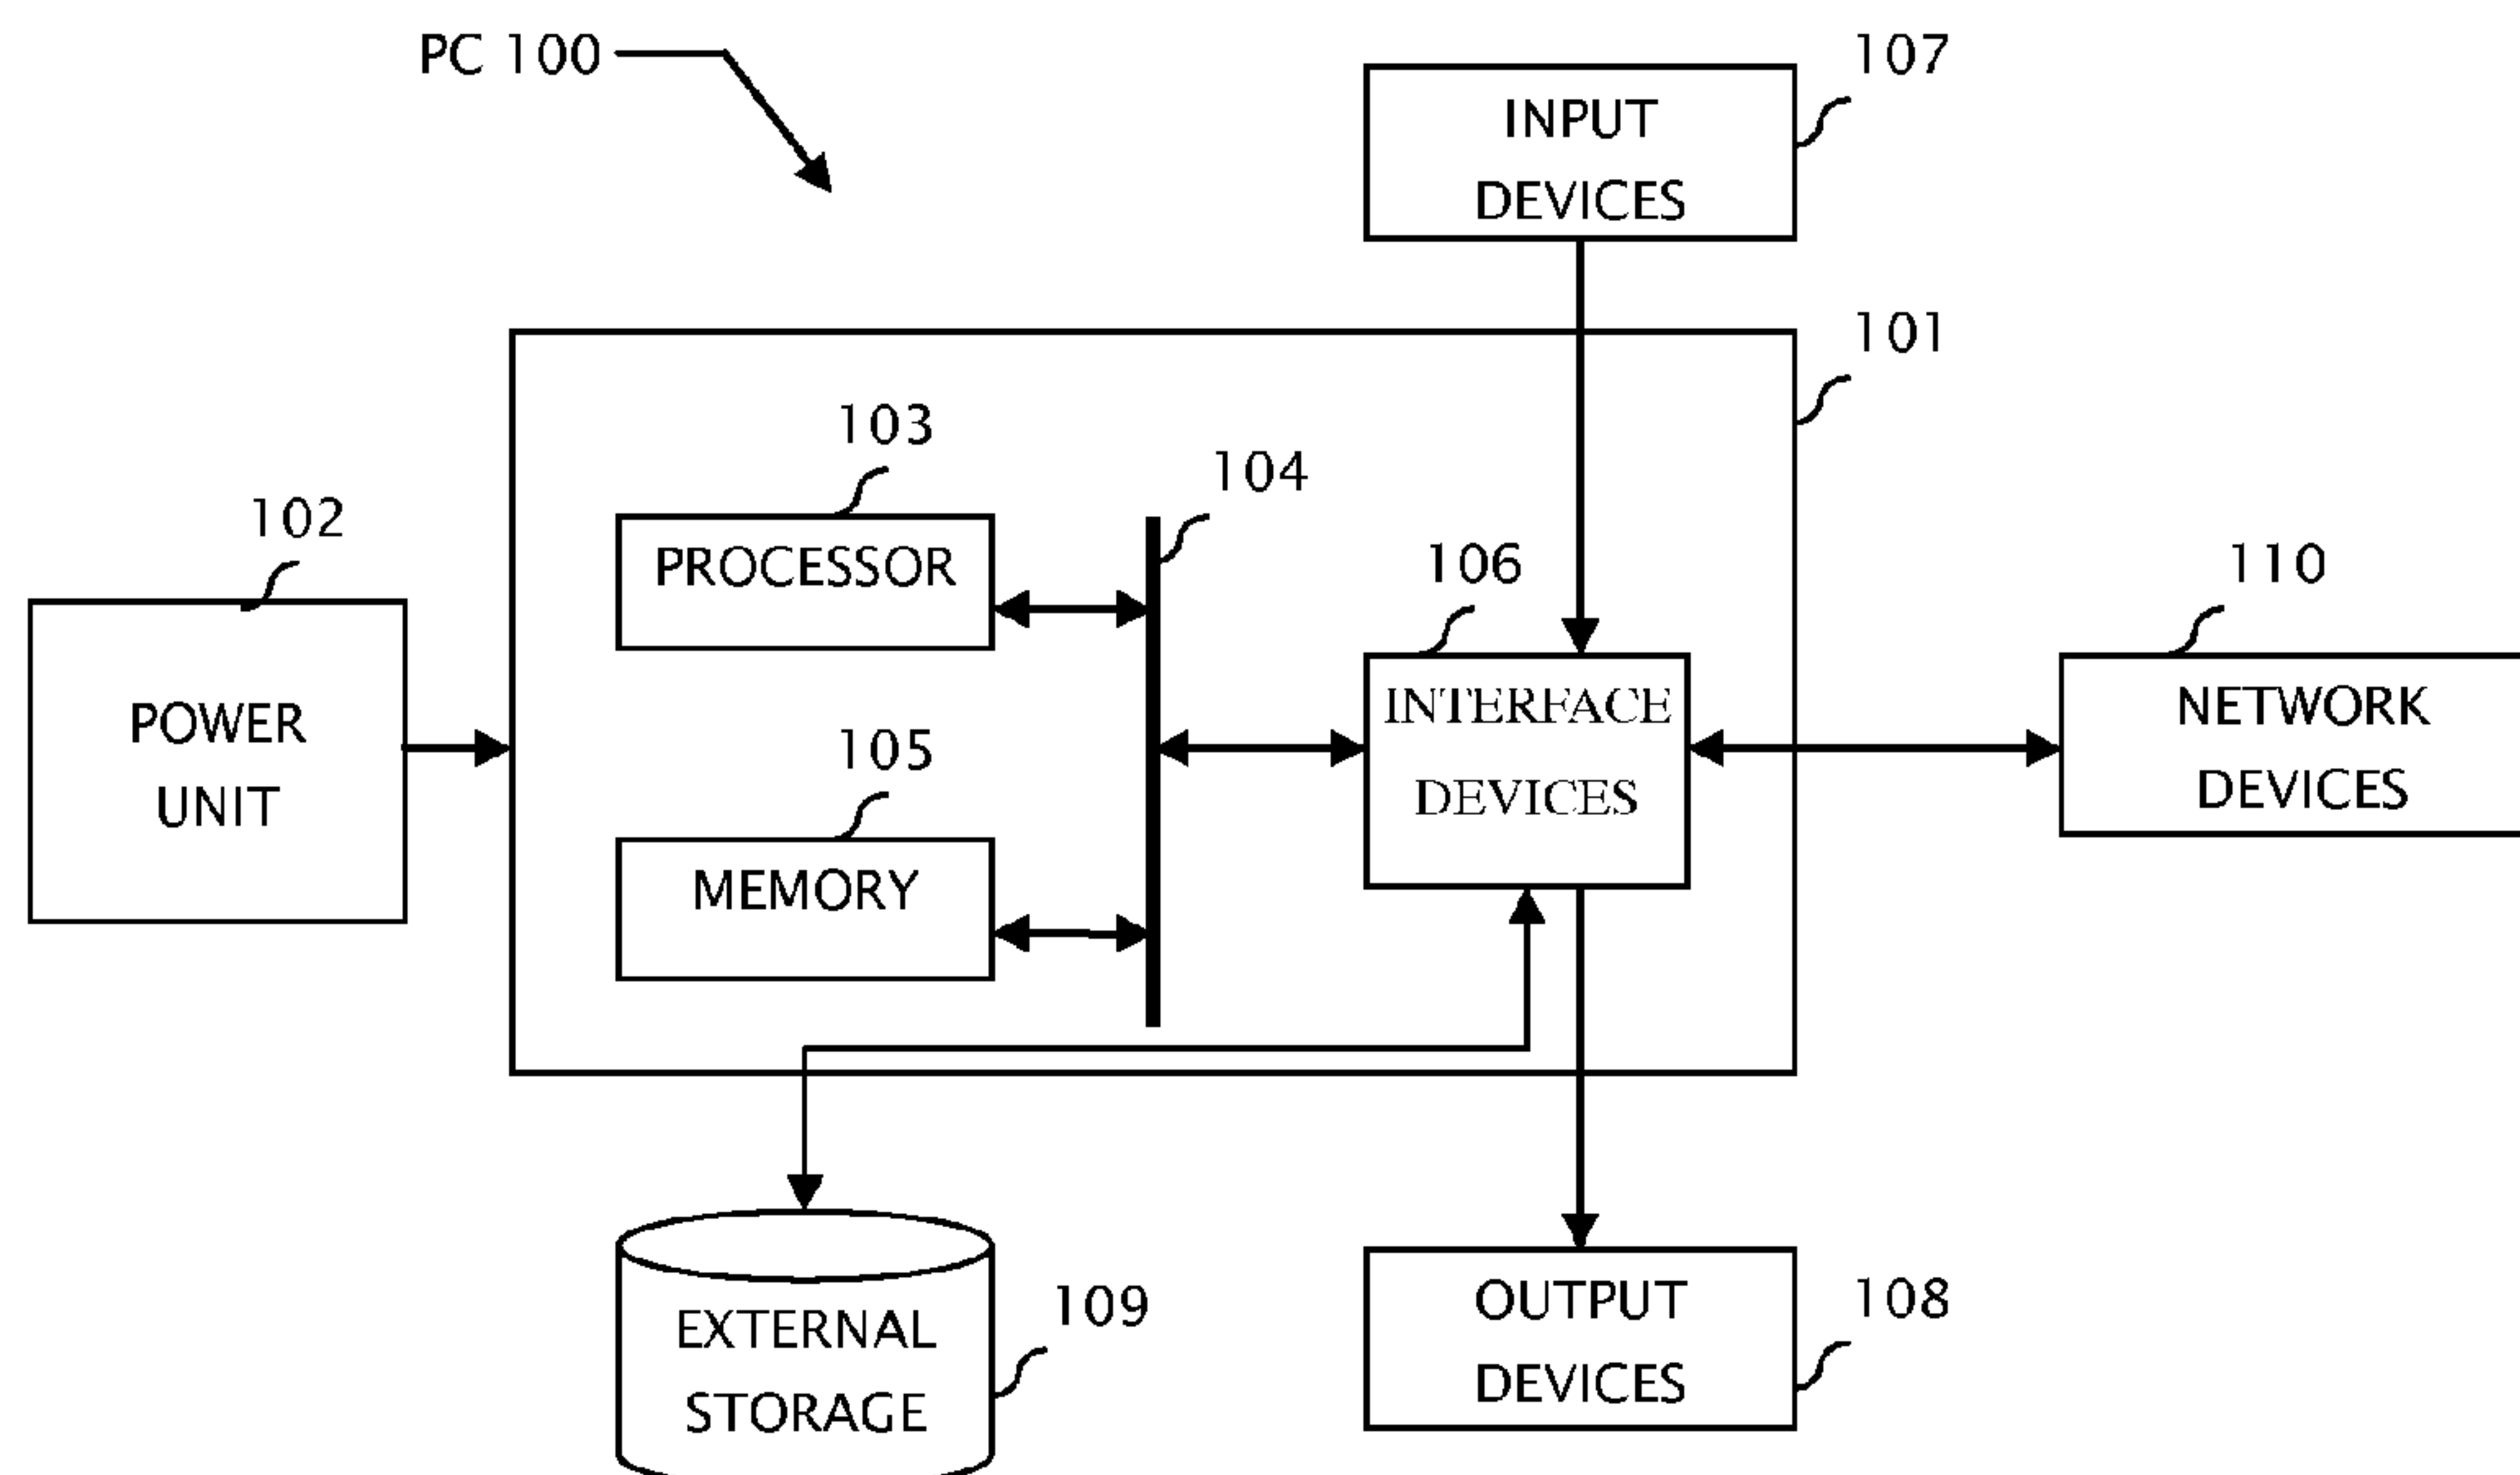 PC 100
107
INPUT
DEVICES
101
103
104
102
PROCESSOR
106
110
POWER
UNIT
105
INTERFACE
DEVICES
NETWORK
DEVICES
MEMORY
109
EXTERNAL
STORAGE
108
OUTPUT
DEVICES